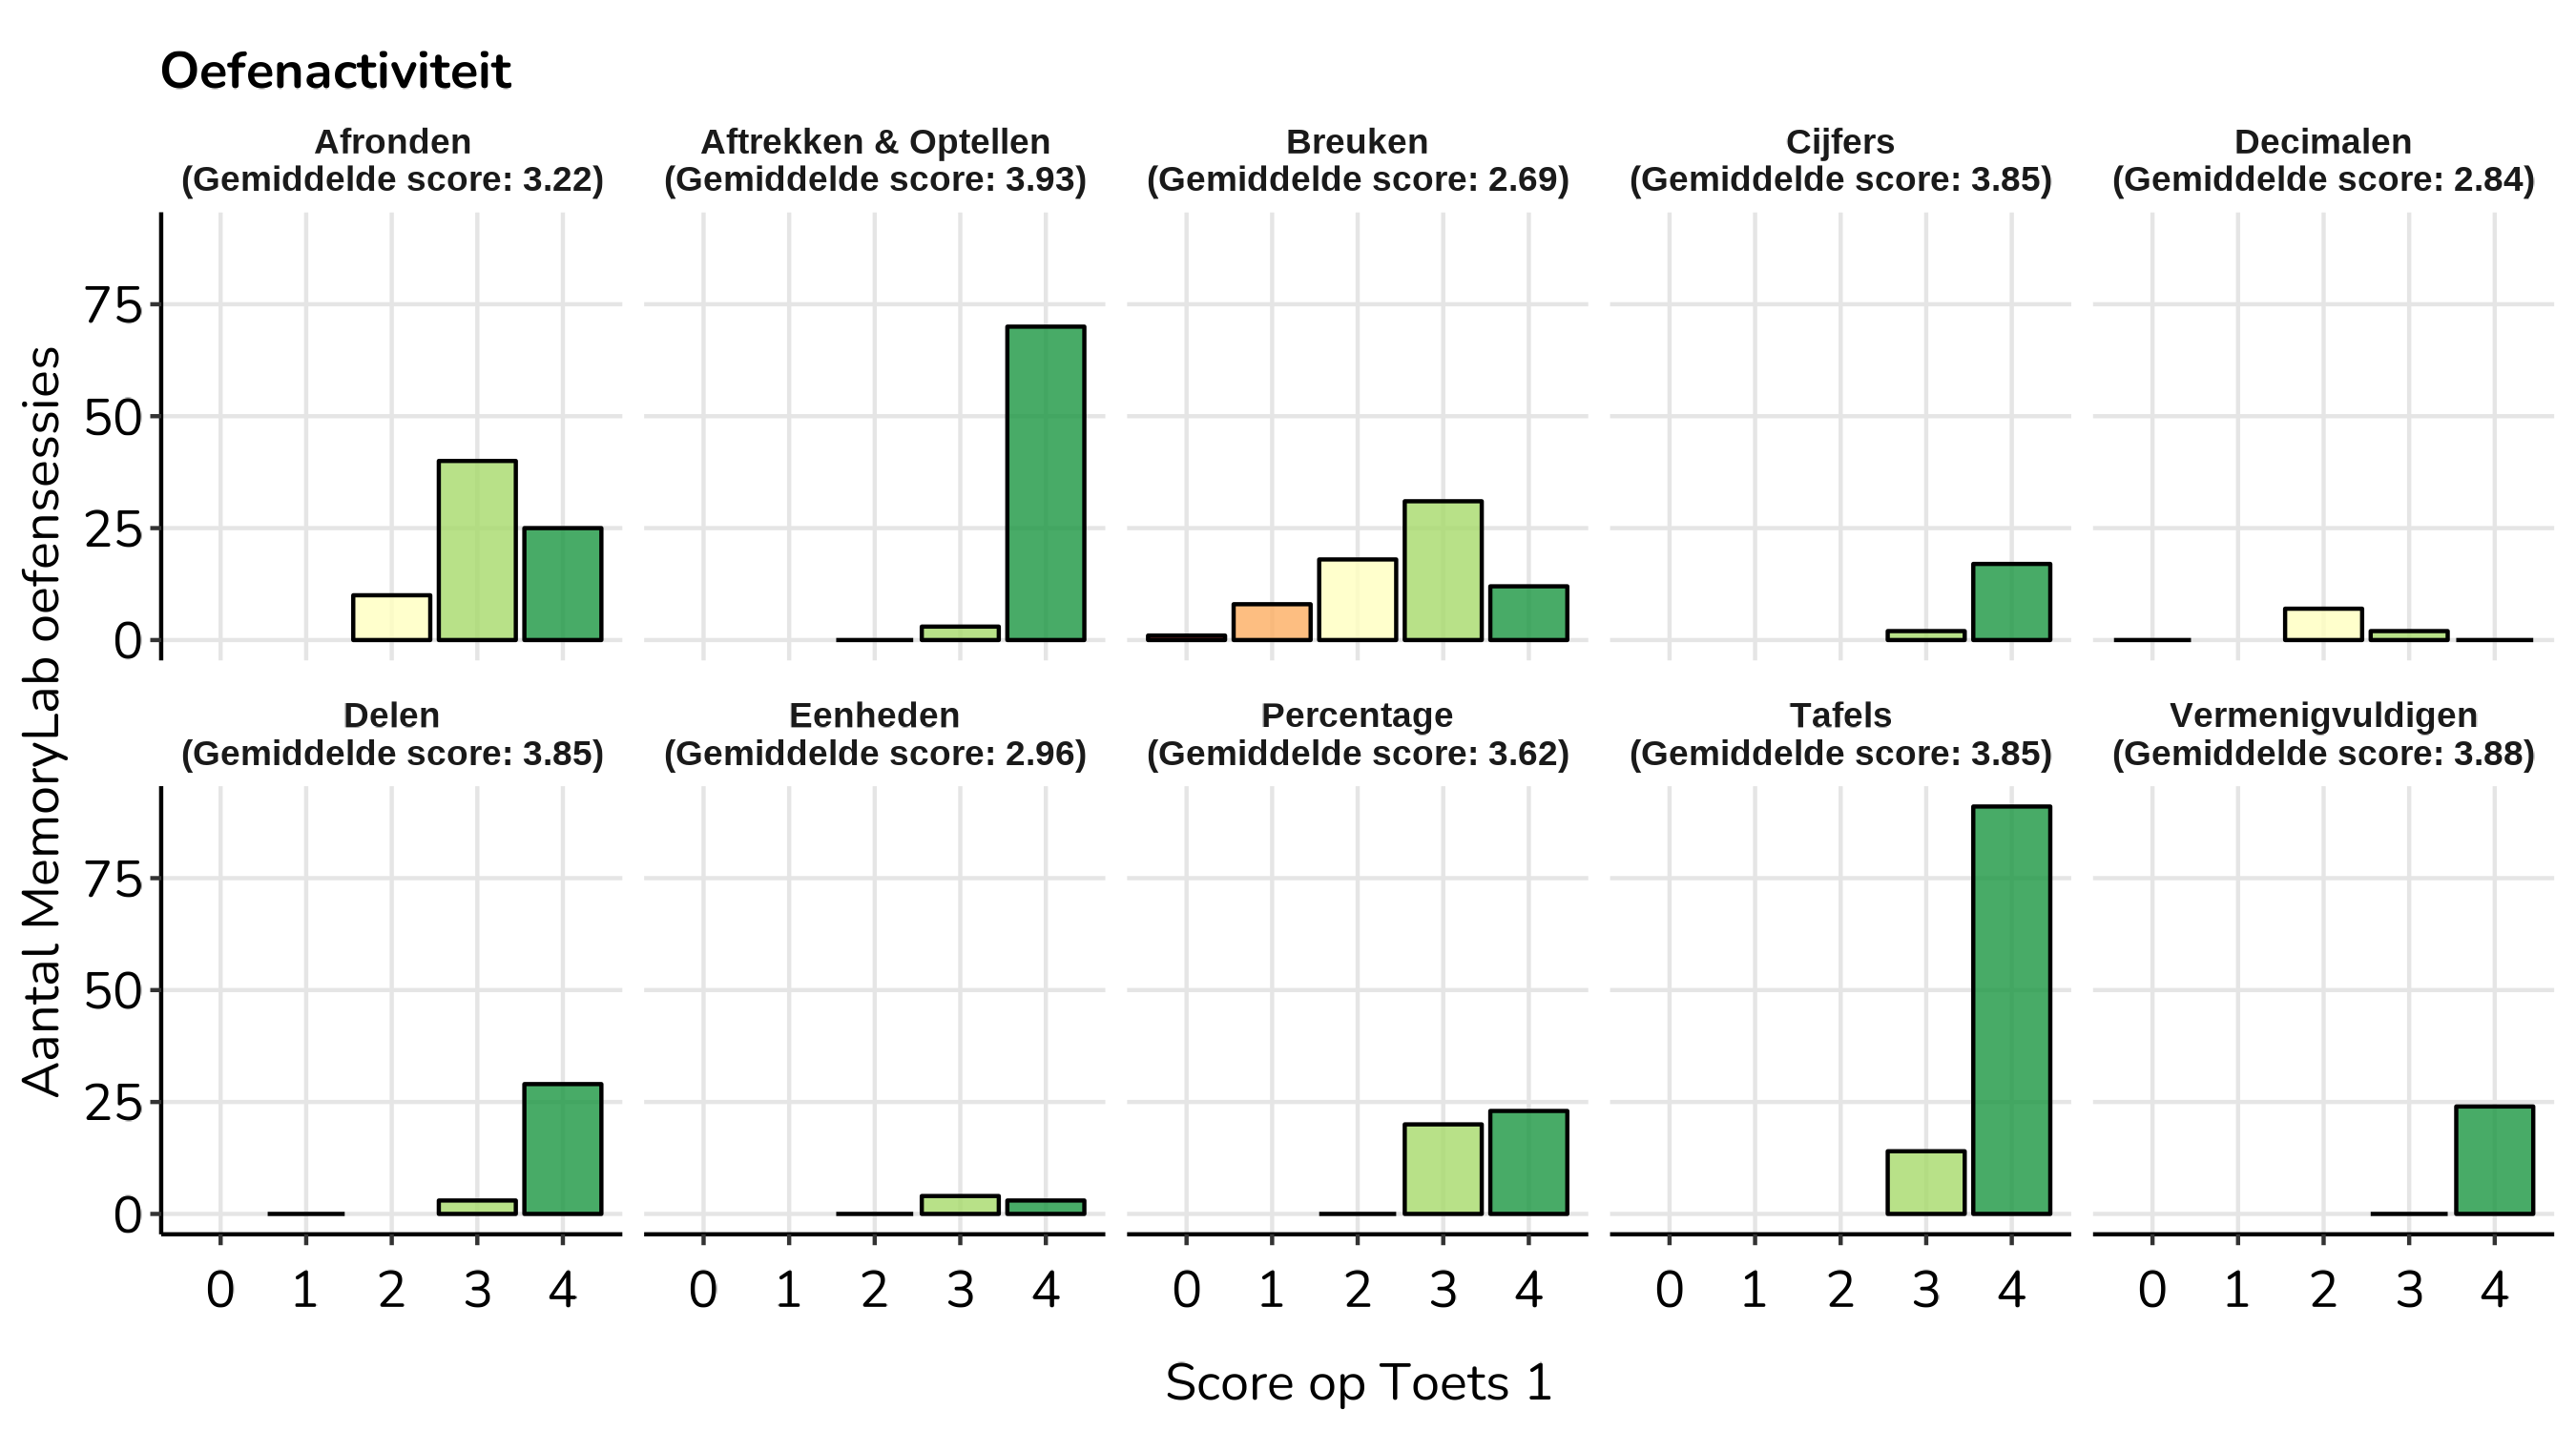 Oefenactiviteit
Afronden
(Gemiddelde score: 3.22)
Aftrekken & Optellen
(Gemiddelde score: 3.93)
Breuken
(Gemiddelde score: 2.69)
Cijfers
(Gemiddelde score: 3.85)
Decimalen
(Gemiddelde score: 2.84)
75
50
25
0
Aantal MemoryLab oefensessies
Delen
(Gemiddelde score: 3.85)
Eenheden
(Gemiddelde score: 2.96)
Percentage
(Gemiddelde score: 3.62)
Tafels
(Gemiddelde score: 3.85)
Vermenigvuldigen
(Gemiddelde score: 3.88)
75
50
25
0
0 1 2 3 4 0 1 2 3 4 0 1 2 3 4 0 1 2 3 4 0 1 2 3 4
Score op Toets 1